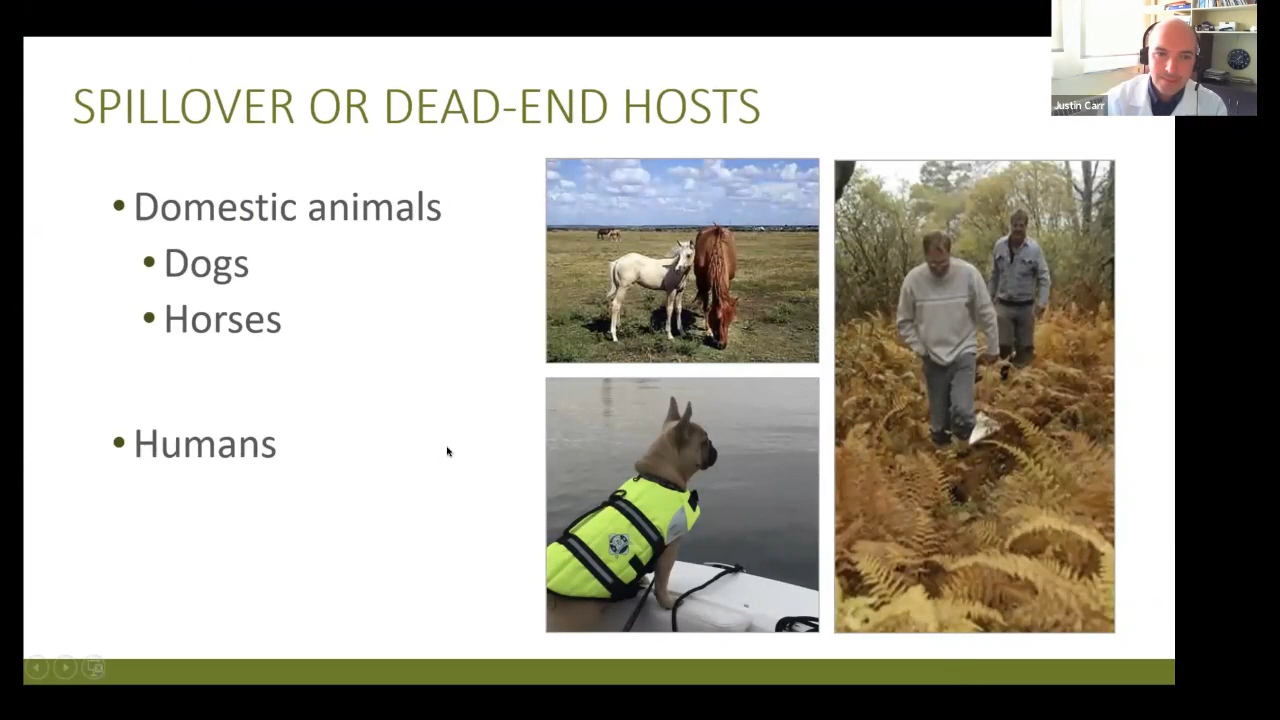 SPILLOVER OR DEAD-END HOSTS
Justin Carr
• Domestic animals
• Dogs
• Horses
• Humans